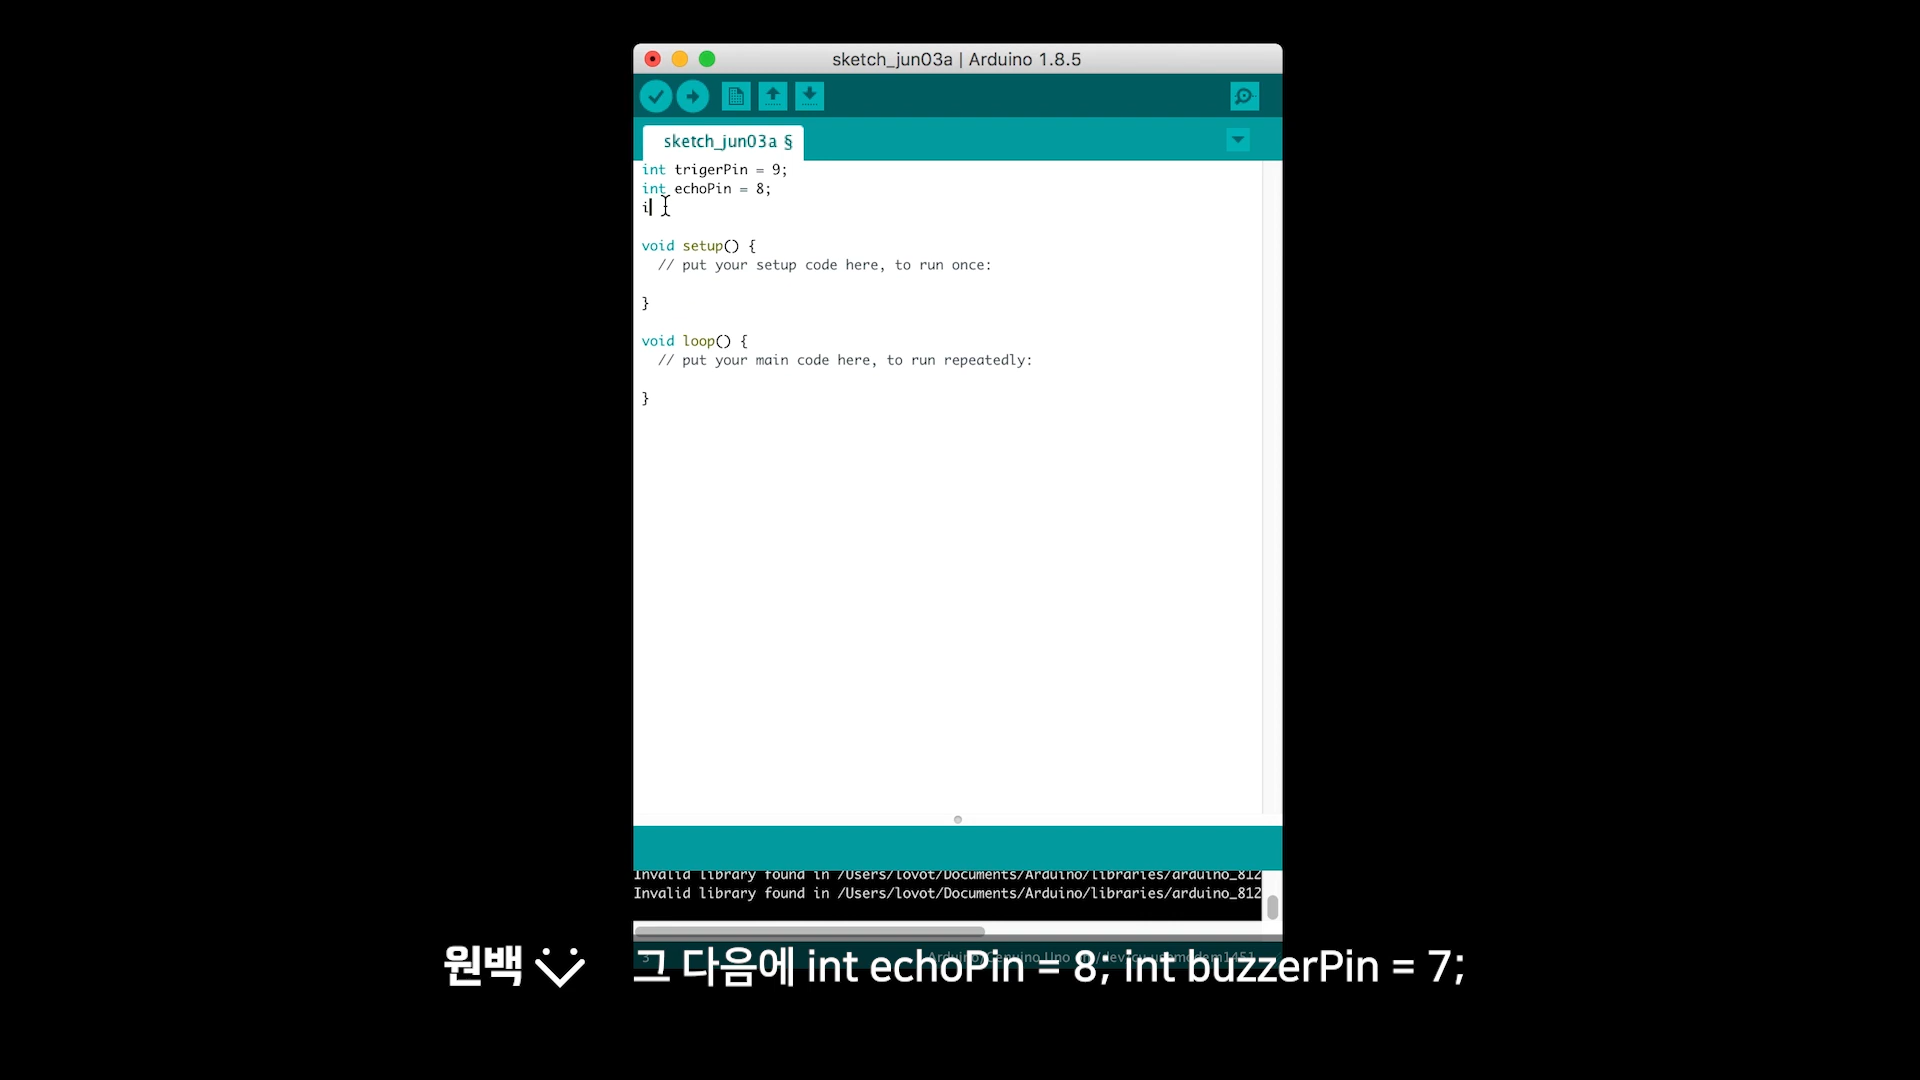 sketch_jun03a | Arduino 1.8.5
sketch_jun03a §
int trigerPin = 9;
int echoPin = 8;
i
void setup() {
// put your setup code here, to run once:
}
void loop() {
// put your main code here, to run repeatedly:
}
Invalid library found in /Users/lovot/Documents/Arduino/libraries/arduino_812
Invalid library found in /Users/lovot/Documents/Arduino/libraries/arduino_812
3
원백 그 다음에 int echoPin = 8; int buzzerPin = 7;